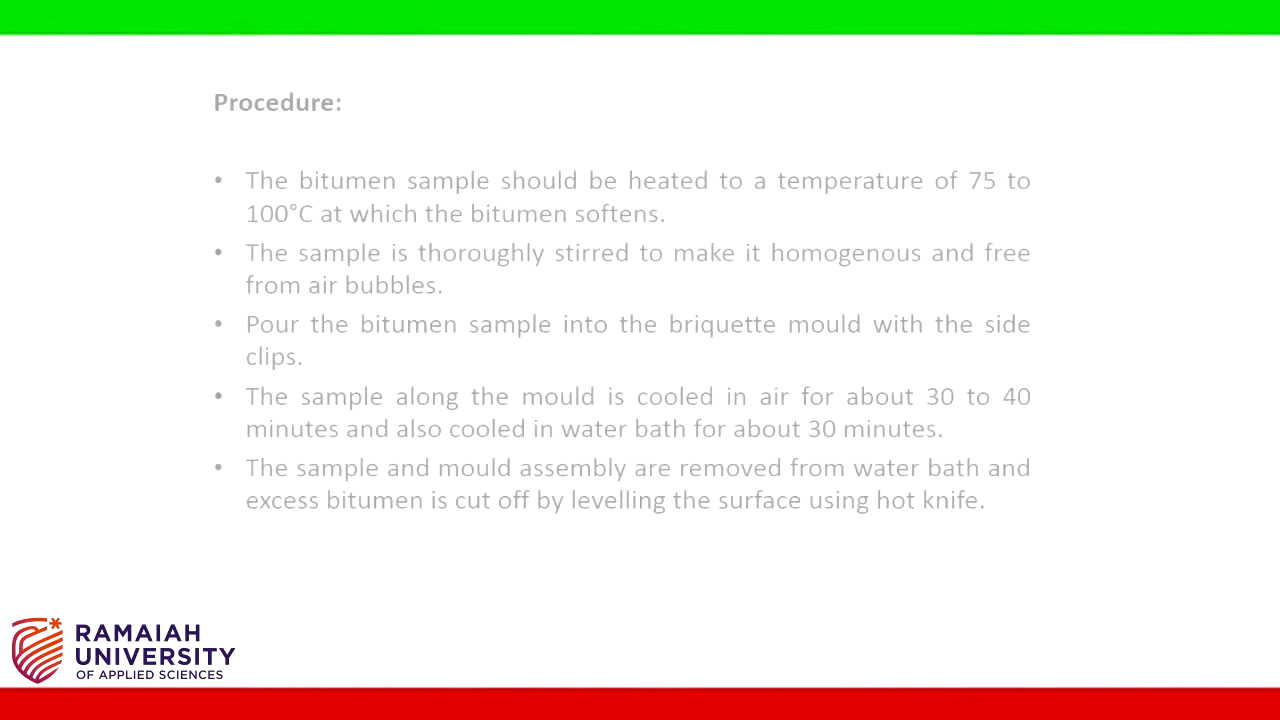 Procedure:
• The bitumen sample should be heated to a temperature of 75 to
100°C at which the bitumen softens.
• The sample is thoroughly stirred to make it homogenous and free
from air bubbles.
• Pour the bitumen sample into the briquette mould with the side
clips.
• The sample along the mould is cooled in air for about 30 to 40
minutes and also cooled in water bath for about 30 minutes.
• The sample and mould assembly are removed from water bath and
excess bitumen is cut off by levelling the surface using hot knife.
RAMAIAH
UNIVERSITY
OF APPLIED SCIENCES